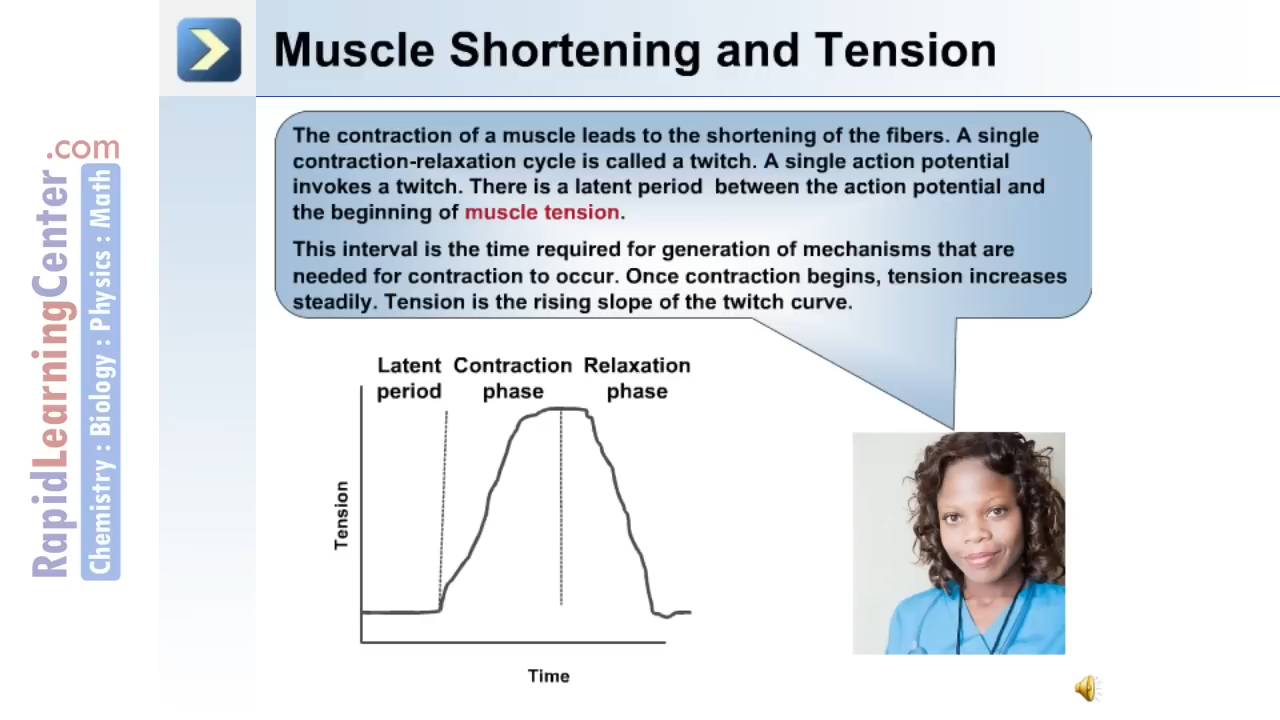 Muscle Shortening and Tension
The contraction of a muscle leads to the shortening of the fibers. A single
contraction-relaxation cycle is called a twitch. A single action potential
invokes a twitch. There is a latent period between the action potential and
the beginning of muscle tension.
This interval is the time required for generation of mechanisms that are
needed for contraction to occur. Once contraction begins, tension increases
steadily. Tension is the rising slope of the twitch curve.
Latent period
Contraction phase
Relaxation phase
Tension
Time
RapidLearningCenter.com
Chemistry : Biology : Physics : Math